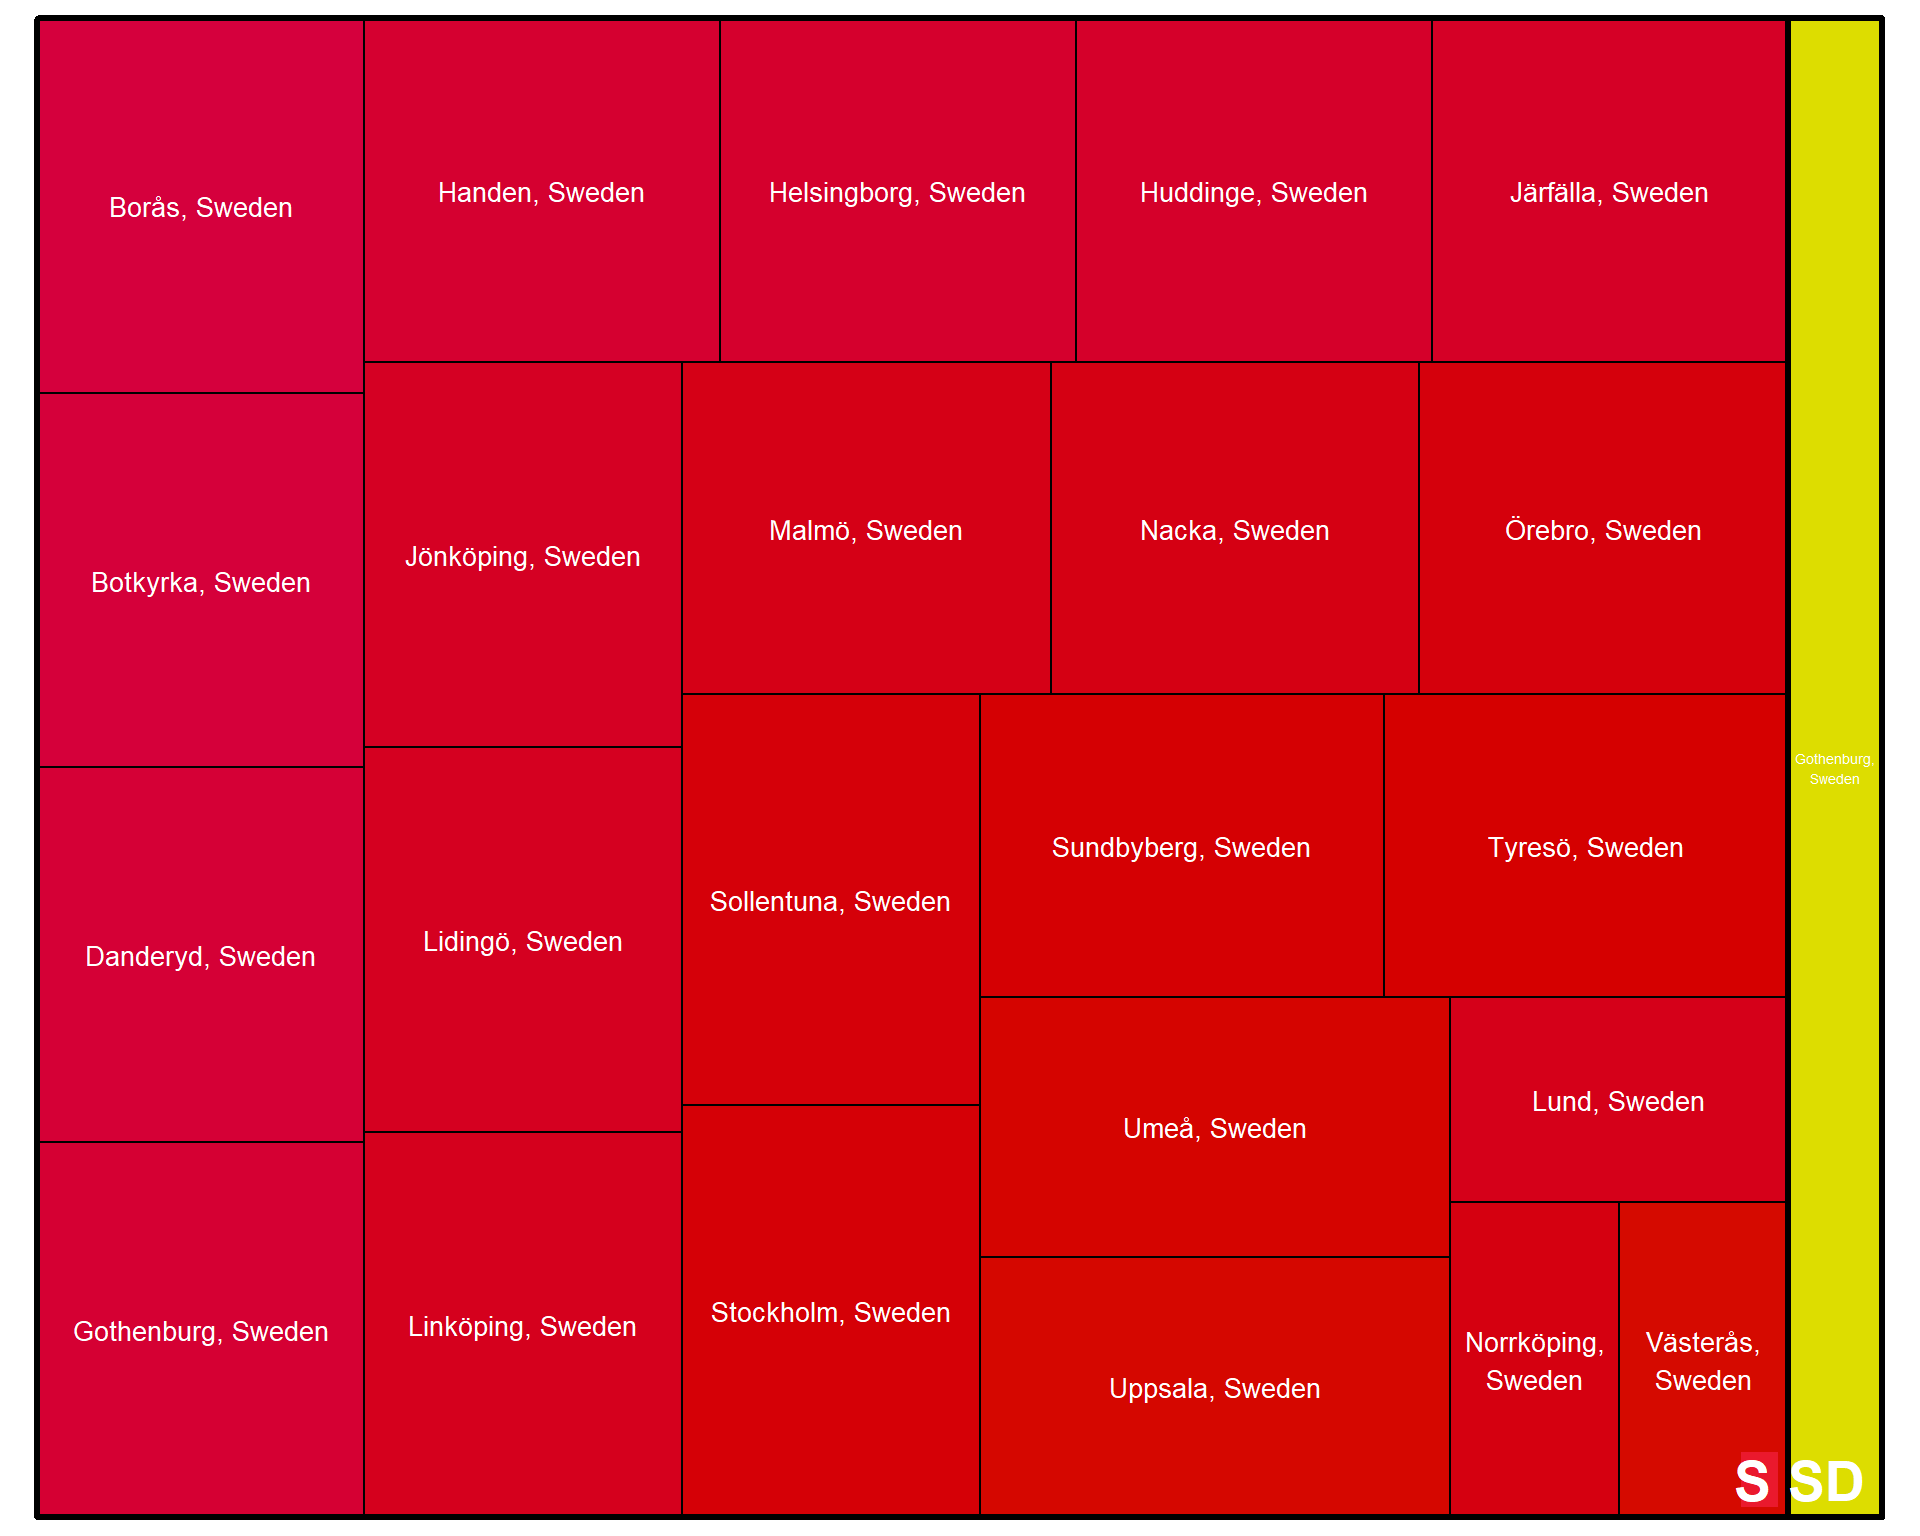 Borås, Sweden
Handen, Sweden
Helsingborg, Sweden
Huddinge, Sweden
Järfälla, Sweden
Botkyrka, Sweden
Jönköping, Sweden
Malmö, Sweden
Nacka, Sweden
Örebro, Sweden
Danderyd, Sweden
Lidingö, Sweden
Sollentuna, Sweden
Sundbyberg, Sweden
Tyresö, Sweden
Umeå, Sweden
Lund, Sweden
Gothenburg, Sweden
Linköping, Sweden
Stockholm, Sweden
Uppsala, Sweden
Norrköping,
Sweden
Västerås,
Sweden
S
Gothenburg,
Sweden
SD